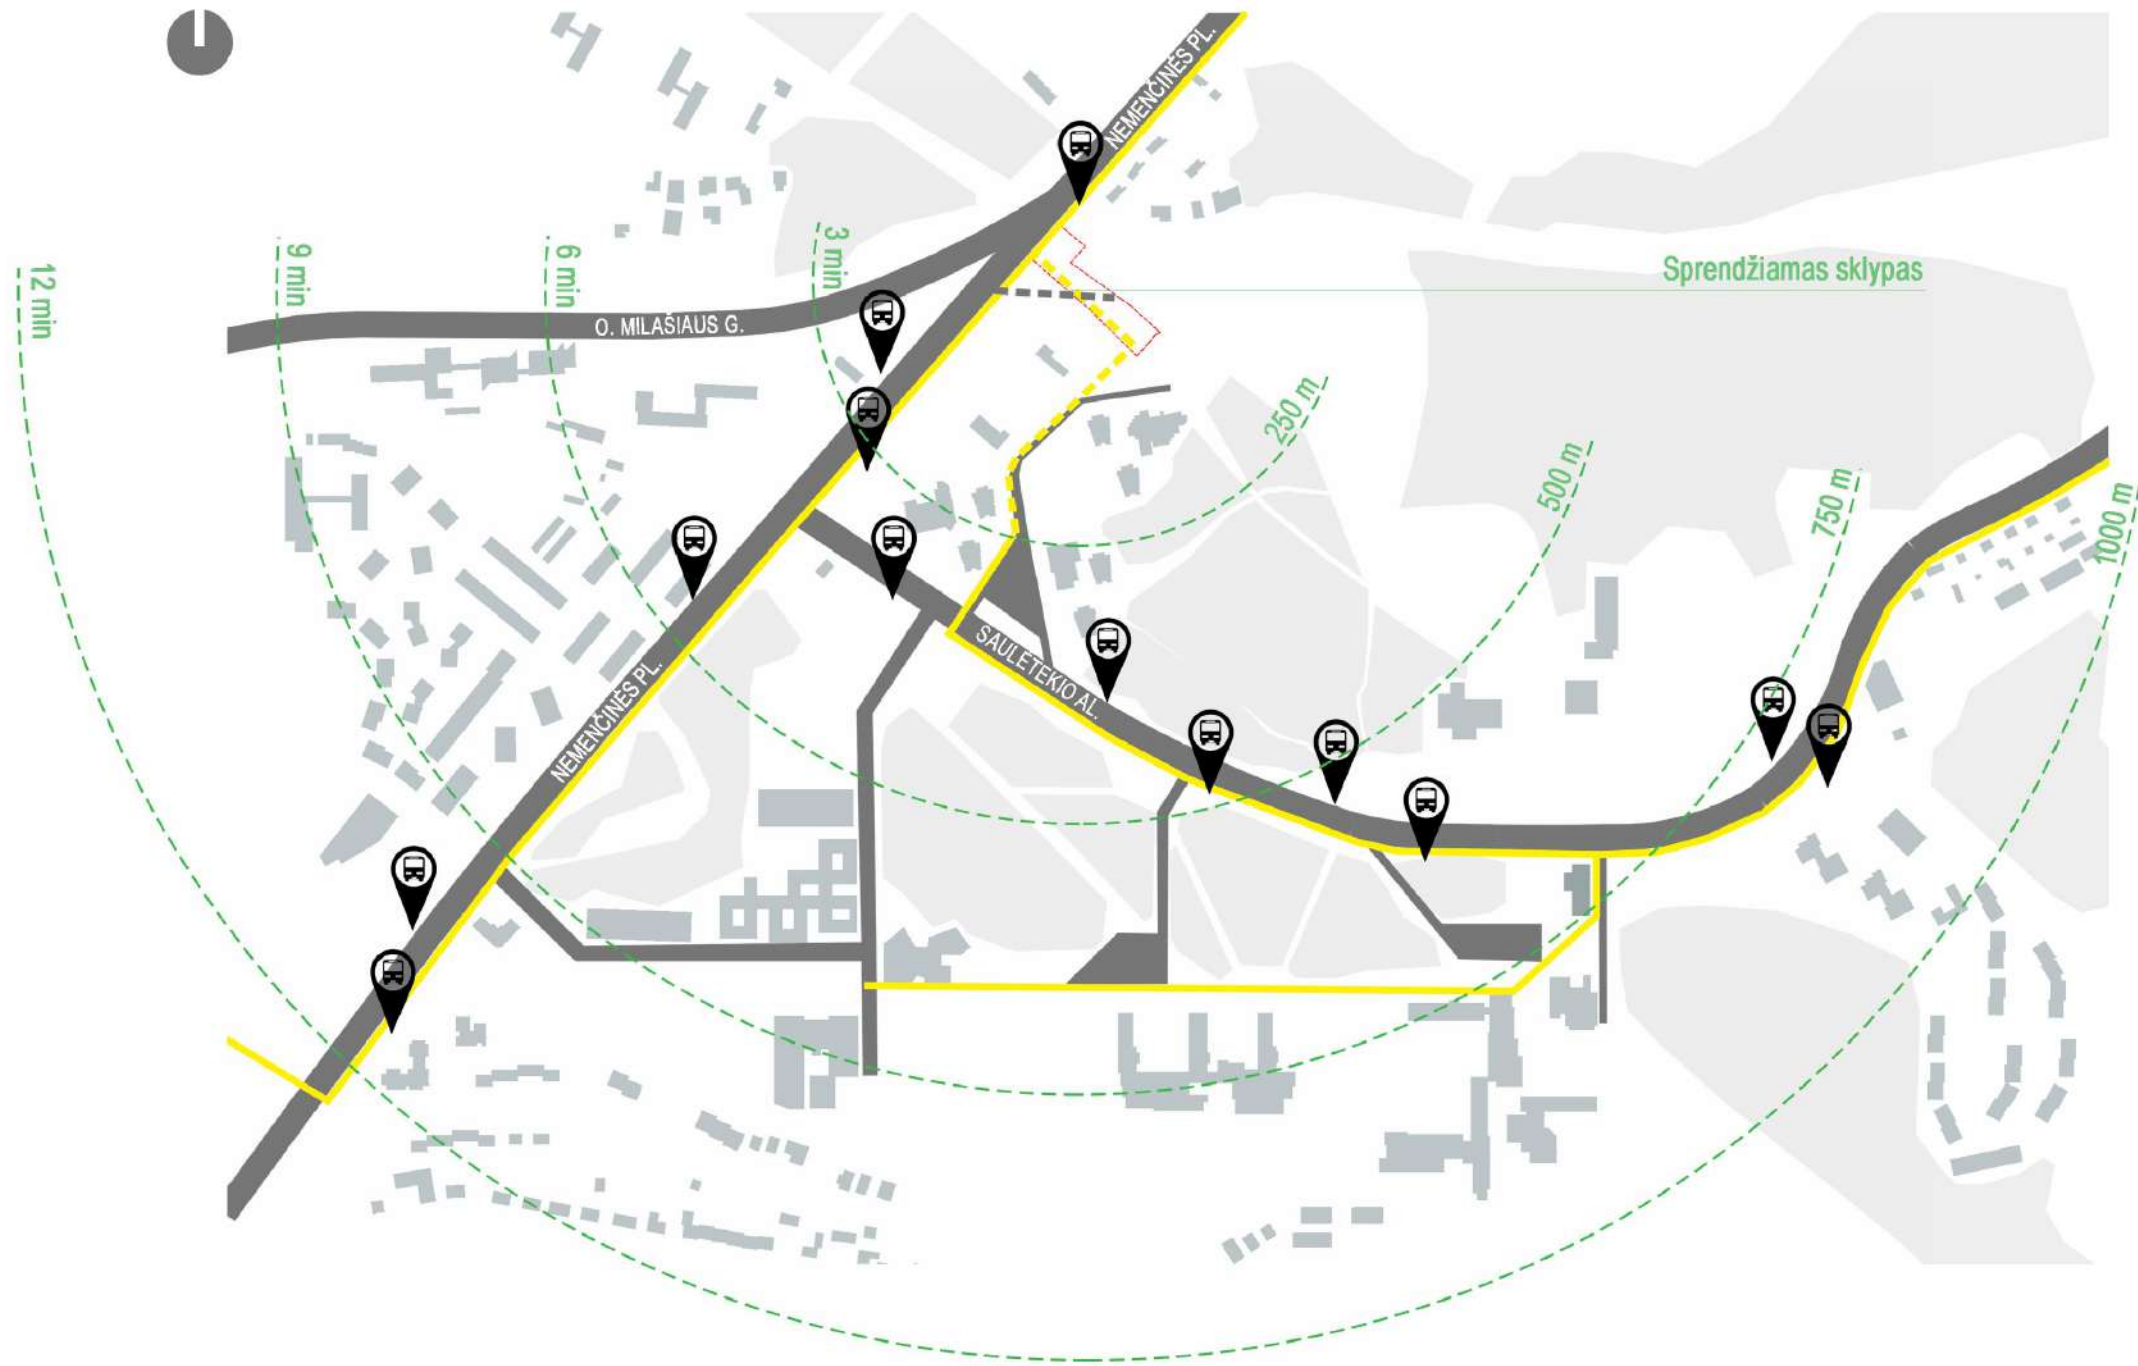 NEMENČINĖS PL.
3 min
6 min
9 min
12 min
Sprendžiamas sklypas
O. MILAŠIAUS G.
250 m
500 m
750 m
1000 m
SAULĖTEKIO AL.
NEMENČINĖS PL.